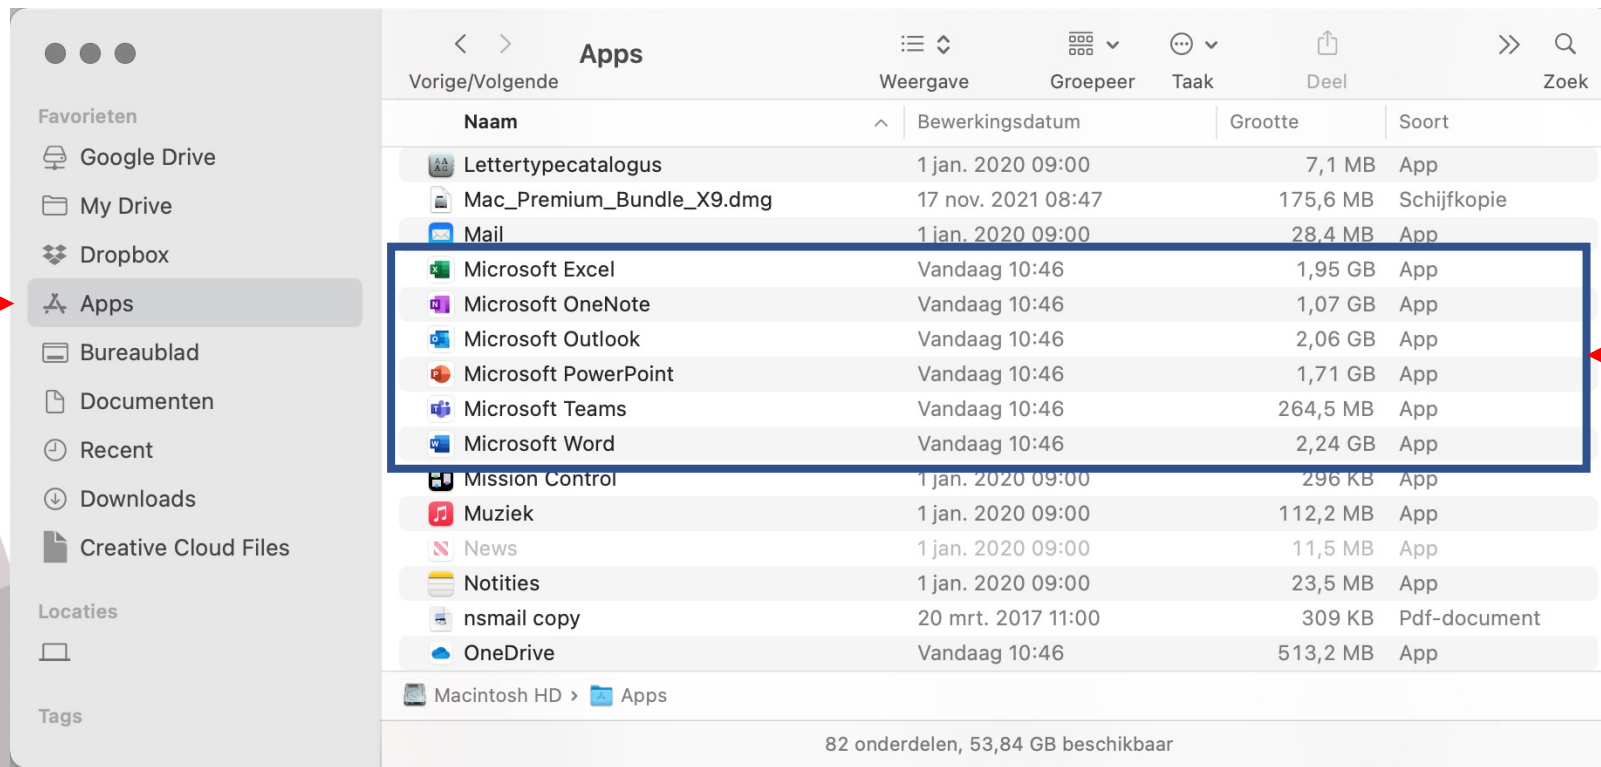 Apps
Vorige/Volgende Weergave Groepeer Taak Deel Zoek
Favorieten
Google Drive
My Drive
Dropbox
Apps
Bureaublad
Documenten
Recent
Downloads
Creative Cloud Files
Locaties
Tags
Naam Bewerkingsdatum Grootte Soort
Lettertypecatalogus 1 jan. 2020 09:00 7,1 MB App
Mac_Premium_Bundle_X9.dmg 17 nov. 2021 08:47 175,6 MB Schijfkopie
Mail 1 jan. 2020 09:00 28,4 MB App
Microsoft Excel Vandaag 10:46 1,95 GB App
Microsoft OneNote Vandaag 10:46 1,07 GB App
Microsoft Outlook Vandaag 10:46 2,06 GB App
Microsoft PowerPoint Vandaag 10:46 1,71 GB App
Microsoft Teams Vandaag 10:46 264,5 MB App
Microsoft Word Vandaag 10:46 2,24 GB App
Mission Control 1 jan. 2020 09:00 296 KB App
Muziek 1 jan. 2020 09:00 112,2 MB App
News 1 jan. 2020 09:00 11,5 MB App
Notities 1 jan. 2020 09:00 23,5 MB App
nsmail copy 20 mrt. 2017 11:00 309 KB Pdf-document
OneDrive Vandaag 10:46 513,2 MB App
Macintosh HD › Apps
82 onderdelen, 53,84 GB beschikbaar